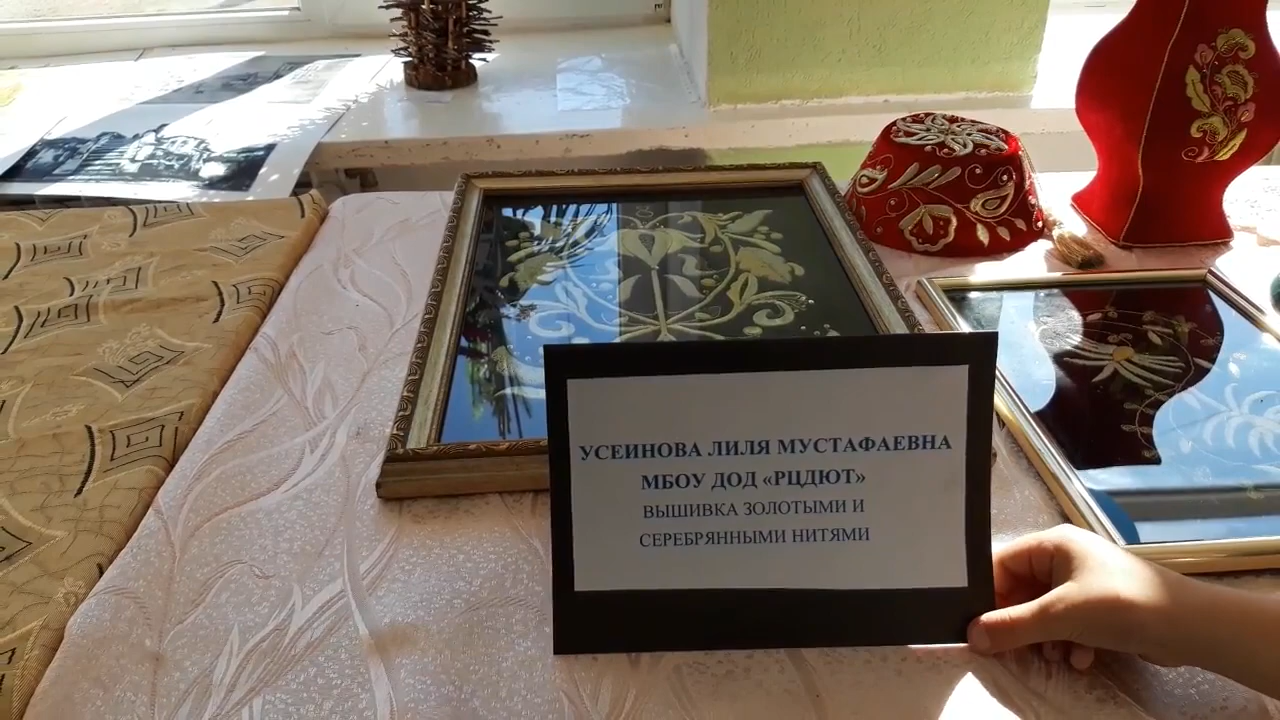 УСЕИНОВА ЛИЛЯ МУСТАФАЕВНА
МБОУ ДОД «РЦДЮТ»
ВЫШИВКА ЗОЛОТЫМИ И
СЕРЕБРЯННЫМИ НИТЯМИ